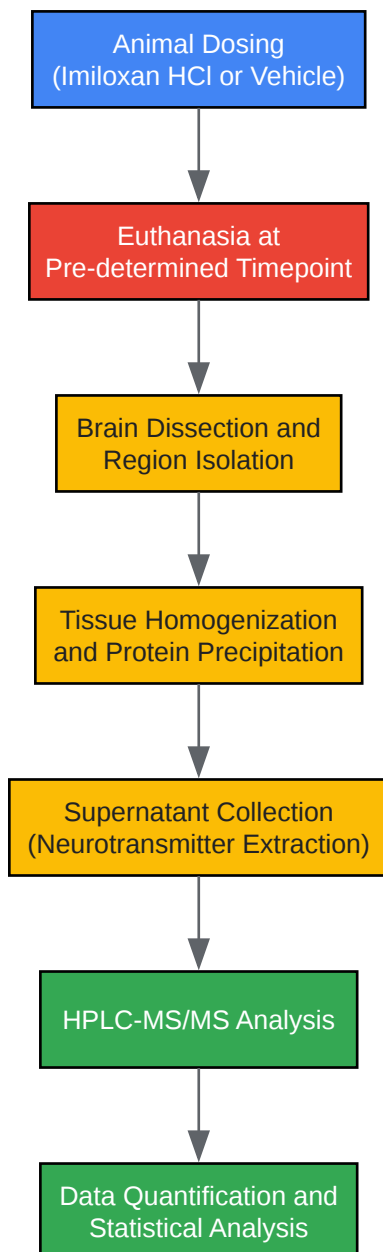 Animal Dosing
(Imiloxan HCl or Vehicle)
Euthanasia at
Pre-determined Timepoint
Brain Dissection and
Region Isolation
Tissue Homogenization
and Protein Precipitation
Supernatant Collection
(Neurotransmitter Extraction)
HPLC-MS/MS Analysis
Data Quantification and
Statistical Analysis